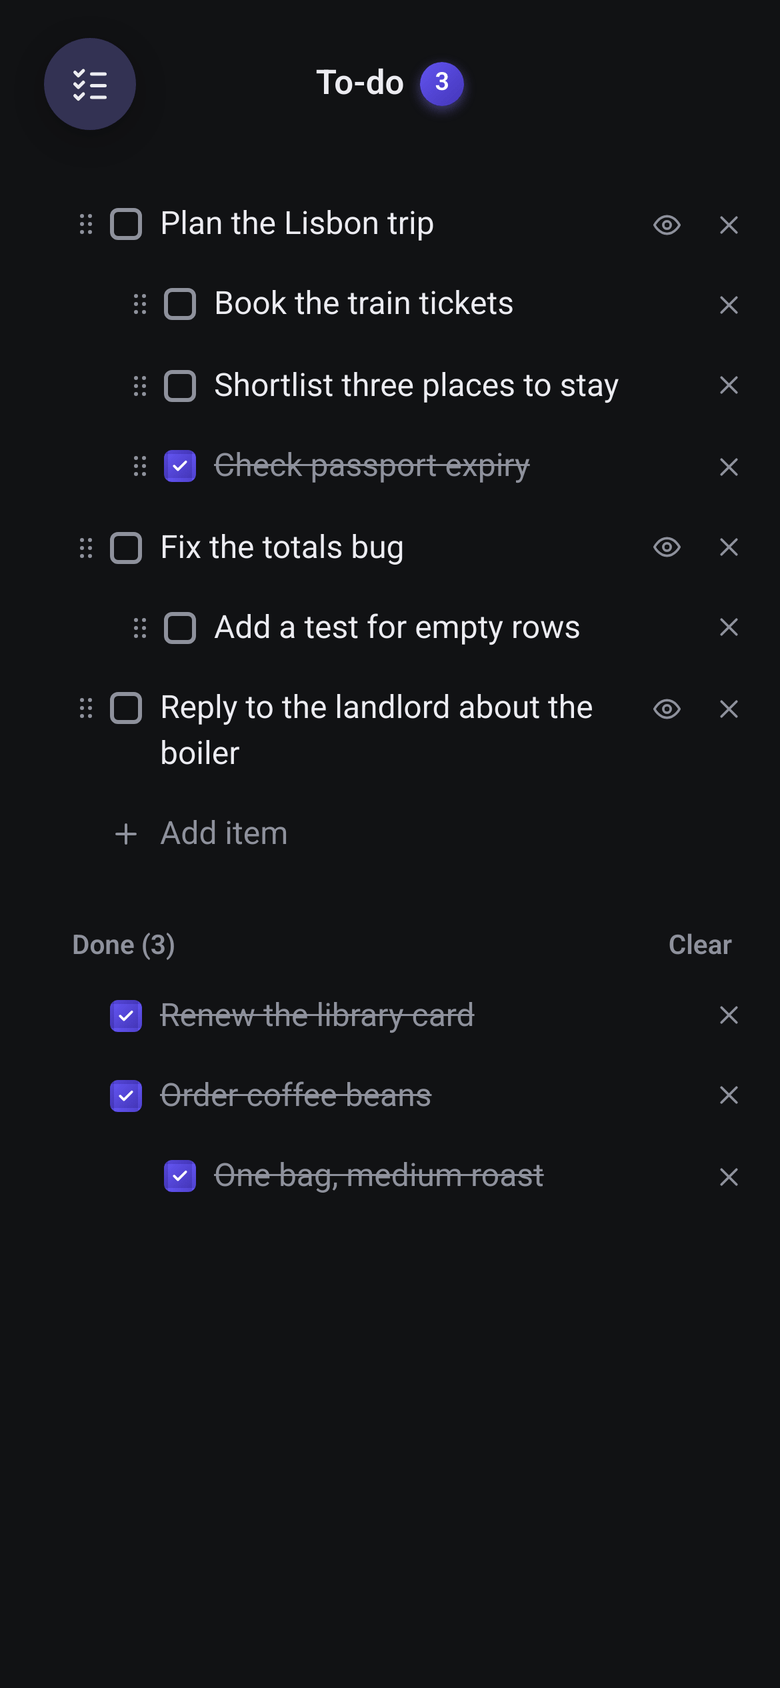 To-do 3
Plan the Lisbon trip
Book the train tickets
Shortlist three places to stay
Check passport expiry
Fix the totals bug
Add a test for empty rows
Reply to the landlord about the
boiler
Add item
Done (3) Clear
Renew the library card
Order coffee beans
One bag, medium roast